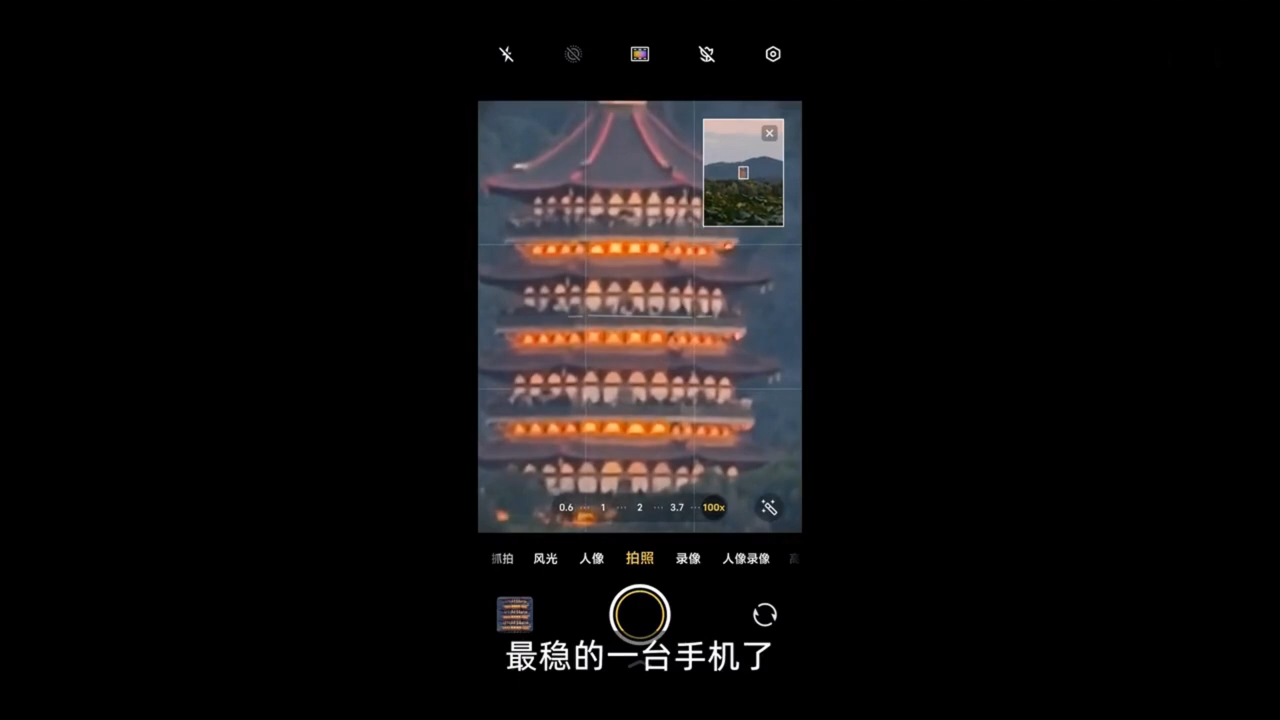 0.6 ··· 1 ··· 2 ··· 3.7 ··· 100x
抓拍 风光 人像 拍照 录像 人像录像
最稳的一台手机了